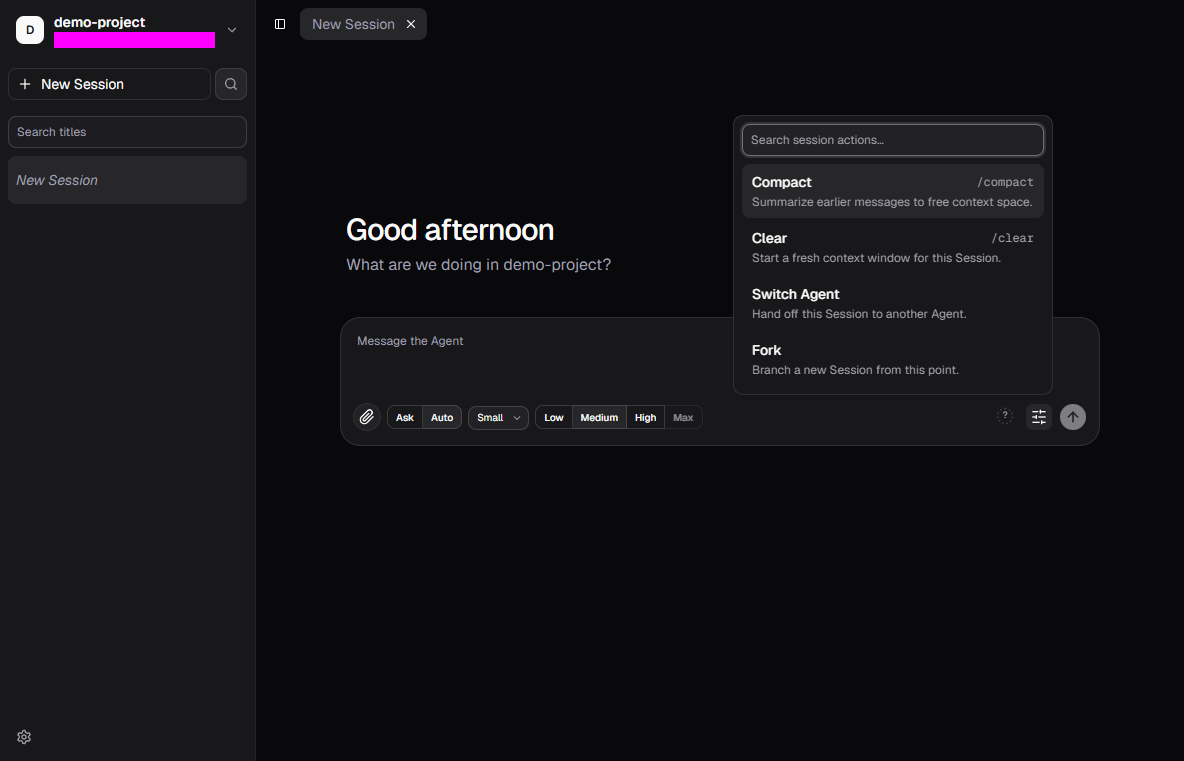 D
demo-project
New Session
Search titles
New Session
New Session
Good afternoon
What are we doing in demo-project?
Search session actions…
Compact /compact
Summarize earlier messages to free context space.
Clear /clear
Start a fresh context window for this Session.
Switch Agent
Hand off this Session to another Agent.
Fork
Branch a new Session from this point.
Message the Agent
Ask Auto Small Low Medium High Max ?